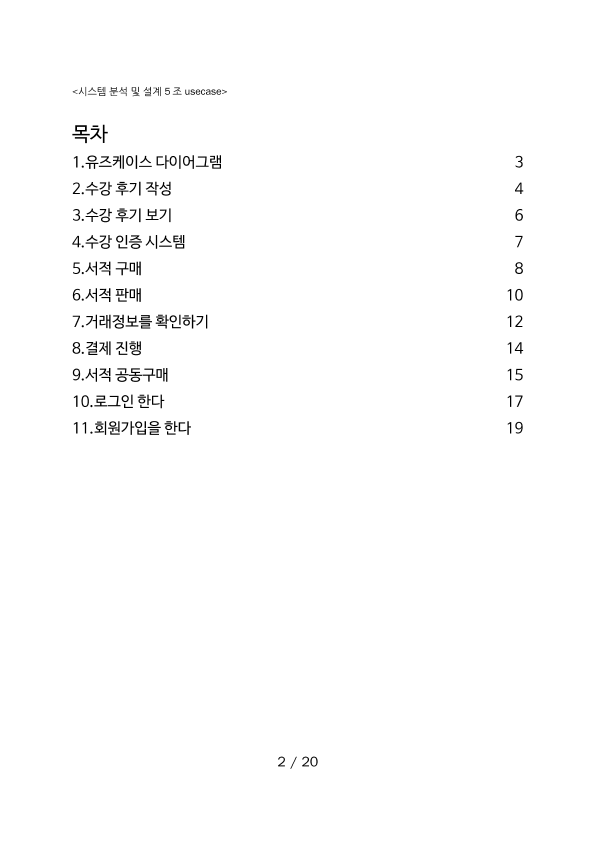 <시스템 분석 및 설계 5 조 usecase>
목차
1.유즈케이스 다이어그램 3
2.수강 후기 작성 4
3.수강 후기 보기 6
4.수강 인증 시스템 7
5.서적 구매 8
6.서적 판매 10
7.거래정보를 확인하기 12
8.결제 진행 14
9.서적 공동구매 15
10.로그인 한다 17
11.회원가입을 한다 19
2 / 20